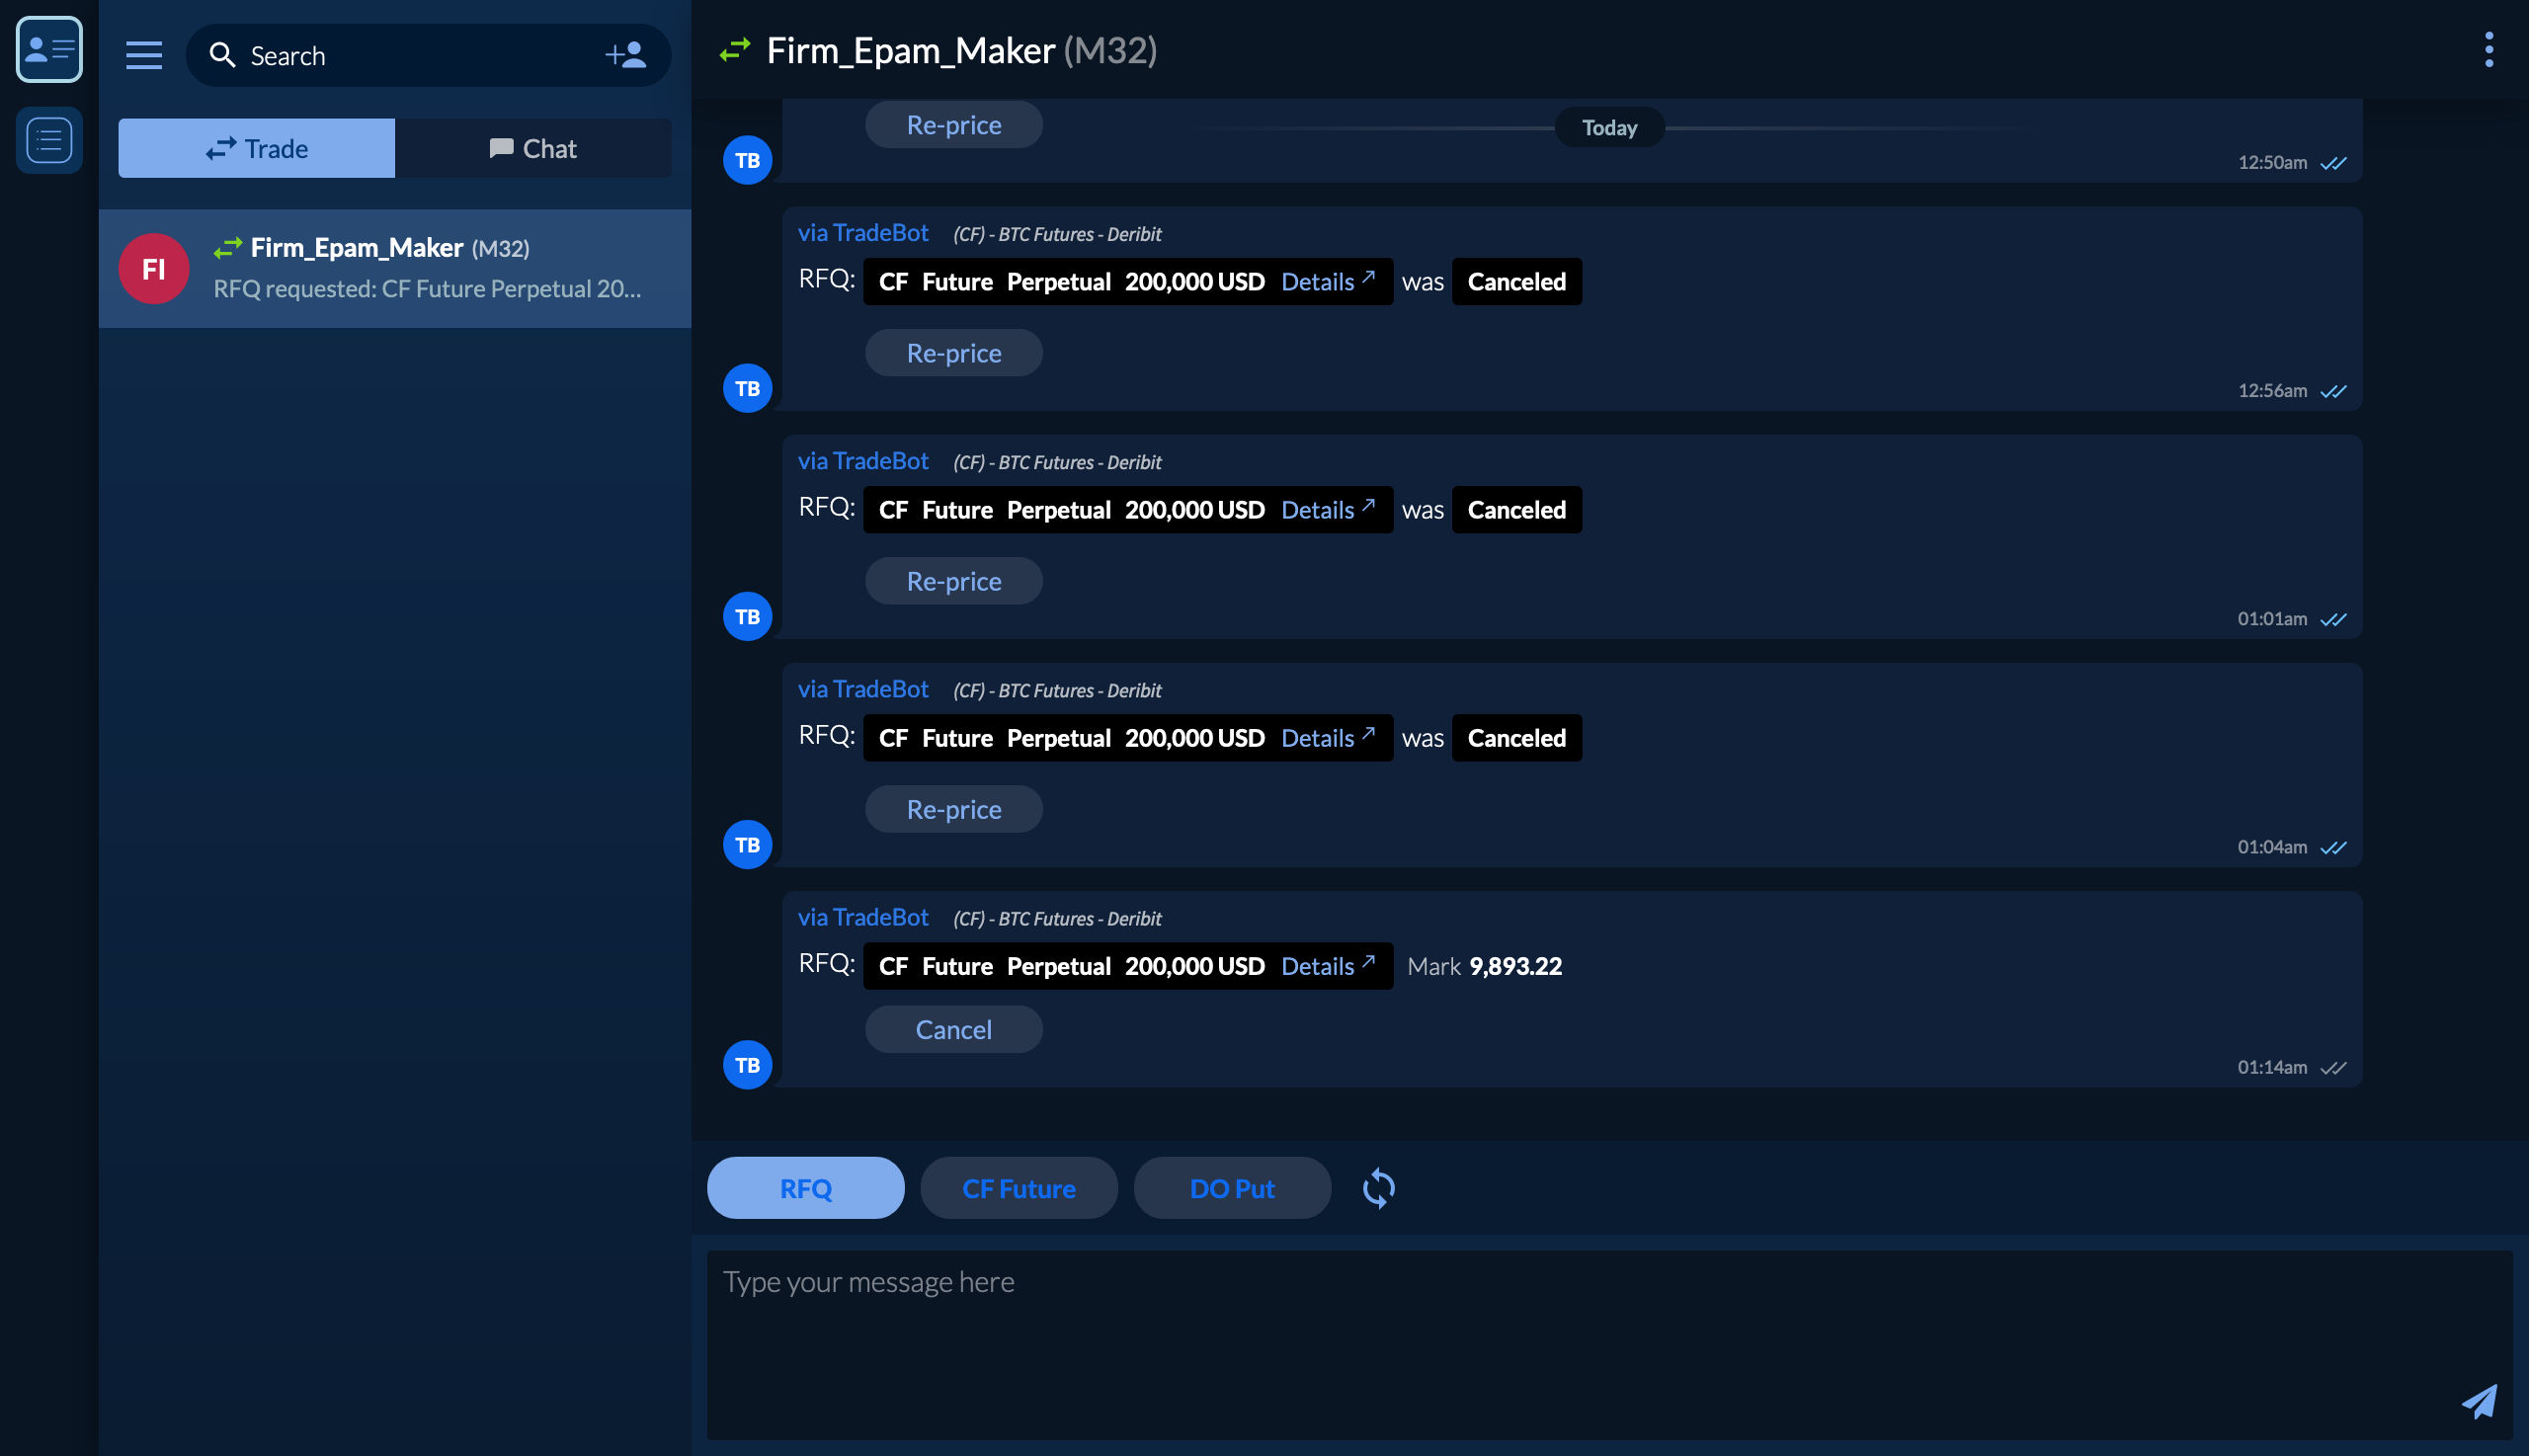 Search
Trade
Chat
FI
Firm_Epam_Maker (M32)
RFQ requested: CF Future Perpetual 20...
Firm_Epam_Maker (M32)
Re-price
Today
TB
12:50am
via TradeBot (CF) - BTC Futures - Deribit
RFQ: CF Future Perpetual 200,000 USD Details was Canceled
Re-price
TB
12:56am
via TradeBot (CF) - BTC Futures - Deribit
RFQ: CF Future Perpetual 200,000 USD Details was Canceled
Re-price
TB
01:01am
via TradeBot (CF) - BTC Futures - Deribit
RFQ: CF Future Perpetual 200,000 USD Details was Canceled
Re-price
TB
01:04am
via TradeBot (CF) - BTC Futures - Deribit
RFQ: CF Future Perpetual 200,000 USD Details Mark 9,893.22
Cancel
TB
01:14am
RFQ
CF Future
DO Put
Type your message here